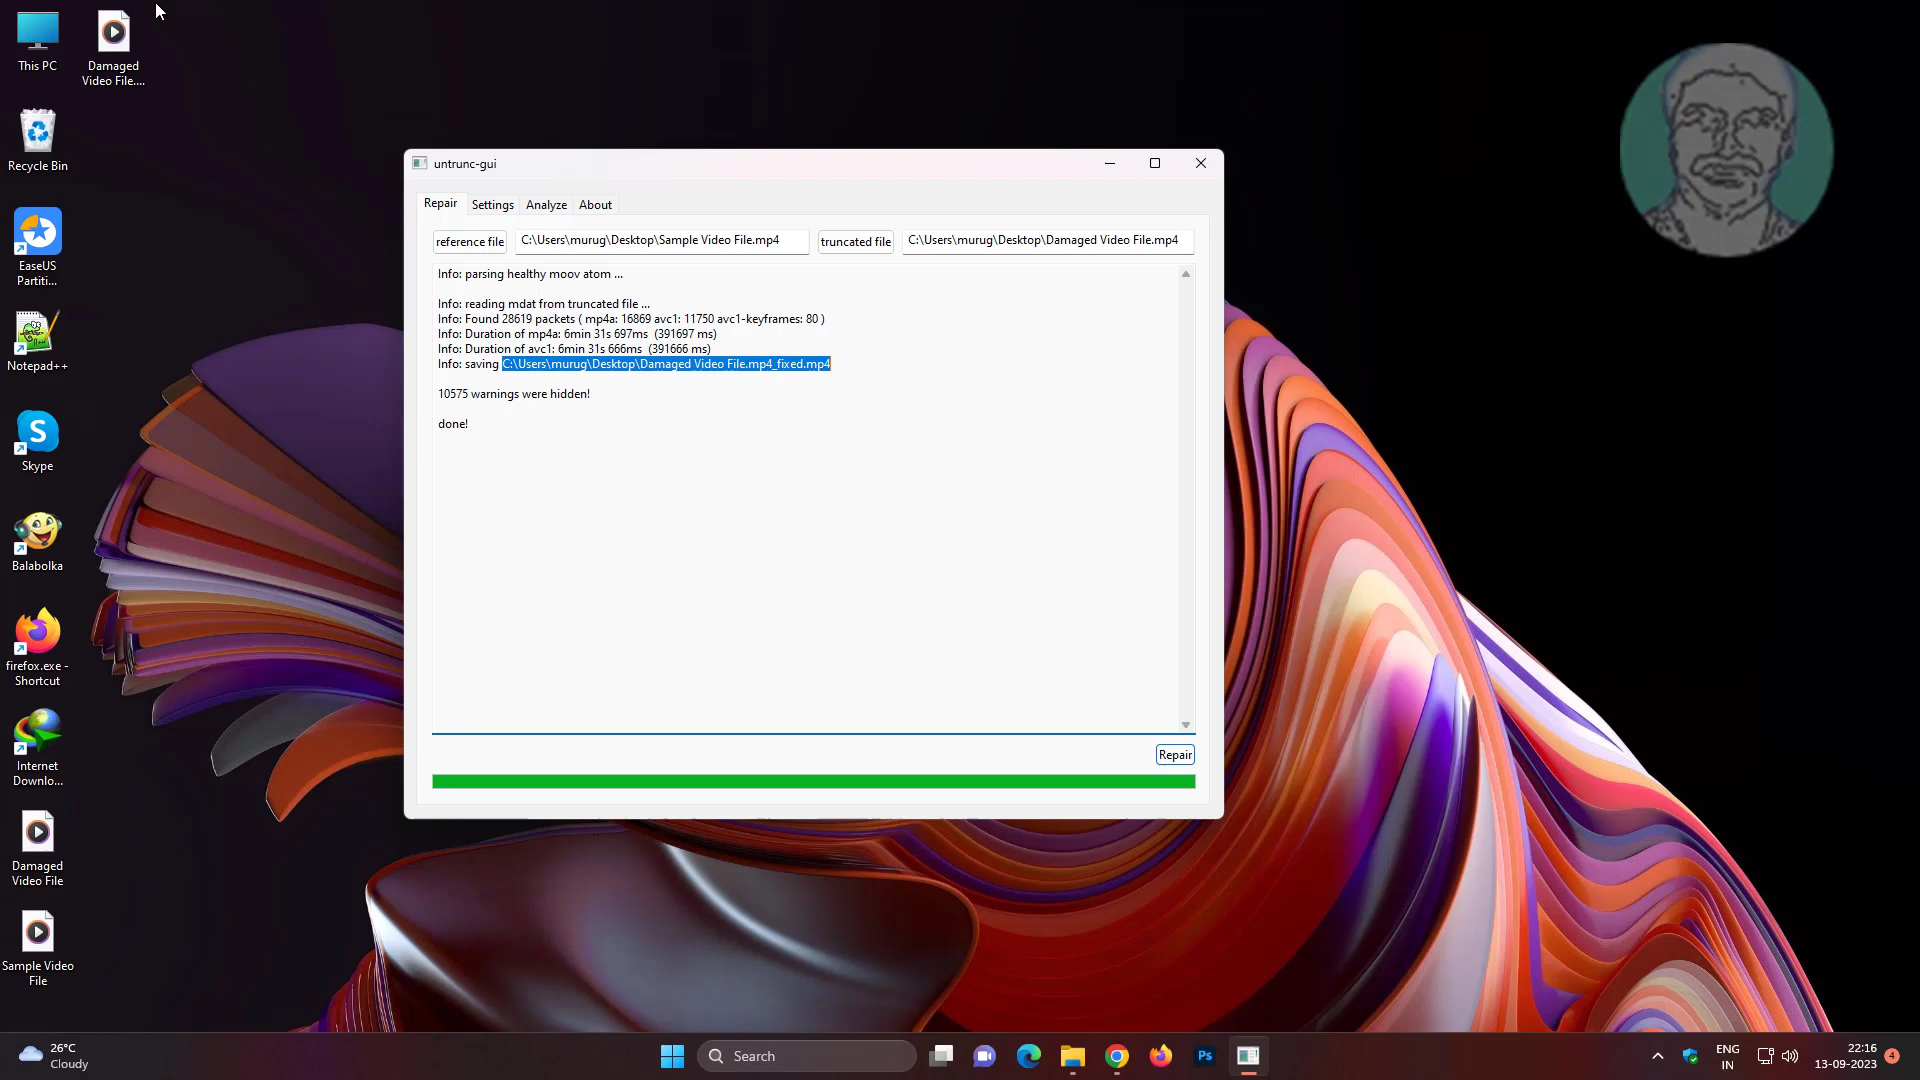 This PC
Damaged
Video File....
Recycle Bin
EaseUS
Partiti...
Notepad++
Skype
Balabolka
firefox.exe -
Shortcut
Internet
Downlo...
Damaged
Video File
Sample Video
File
untrunc-gui
Repair
Settings
Analyze
About
reference file
C:\Users\murug\Desktop\Sample Video File.mp4
truncated file
C:\Users\murug\Desktop\Damaged Video File.mp4
Info: parsing healthy moov atom ...
Info: reading mdat from truncated file ...
Info: Found 28619 packets ( mp4a: 16869 avc1: 11750 avc1-keyframes: 80 )
Info: Duration of mp4a: 6min 31s 697ms  (391697 ms)
Info: Duration of avc1: 6min 31s 666ms  (391666 ms)
Info: saving C:\Users\murug\Desktop\Damaged Video File.mp4_fixed.mp4
10575 warnings were hidden!
done!
Repair
26°C
Cloudy
Search
Ps
ENG
IN
22:16
13-09-2023
4